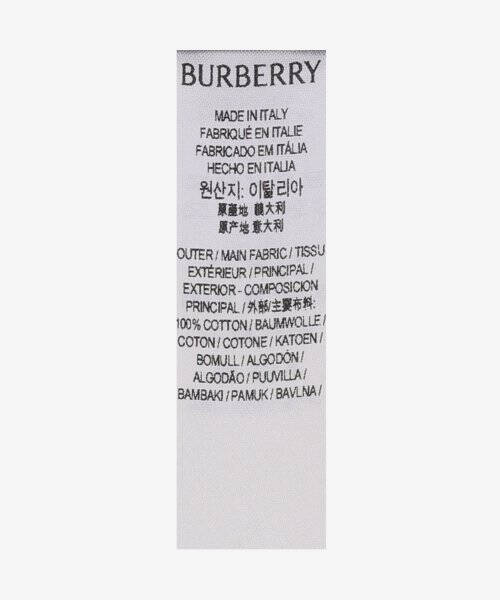 BURBERRY
MADE IN ITALY
FABRIQUÉ EN ITALIE
FABRICADO EM ITÁLIA
HECHO EN ITALIA
원산지: 이탈리아
原產地 義大利
原产地 意大利
OUTER / MAIN FABRIC / TISSU
EXTÉRIEUR / PRINCIPAL /
EXTERIOR - COMPOSICION
PRINCIPAL / 外部/主要布料:
100% COTTON / BAUMWOLLE /
COTON / COTONE / KATOEN /
BOMULL / ALGODÓN /
ALGODÃO / PUUVILLA /
BAMBAKI / PAMUK / BAVLNA /